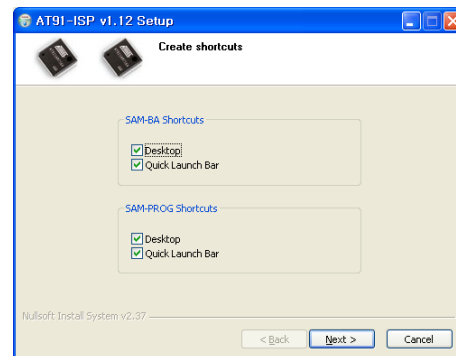 AT91-ISP v1.12 Setup
Create shortcuts
SAM-BA Shortcuts
Desktop
Quick Launch Bar
SAM-PROG Shortcuts
Desktop
Quick Launch Bar
Nullsoft Install System v2.37
< Back Next > Cancel